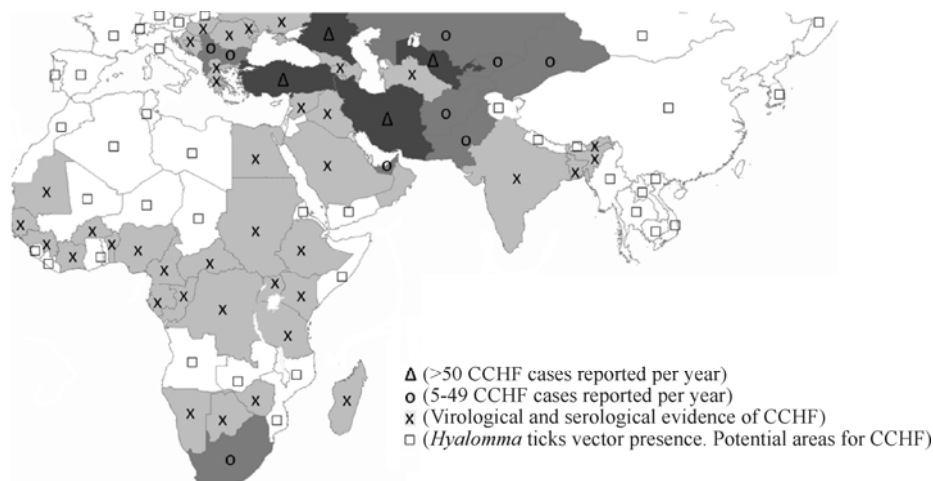 Δ (>50 CCHF cases reported per year)
o (5-49 CCHF cases reported per year)
x (Virological and serological evidence of CCHF)
□ (Hyalomma ticks vector presence. Potential areas for CCHF)